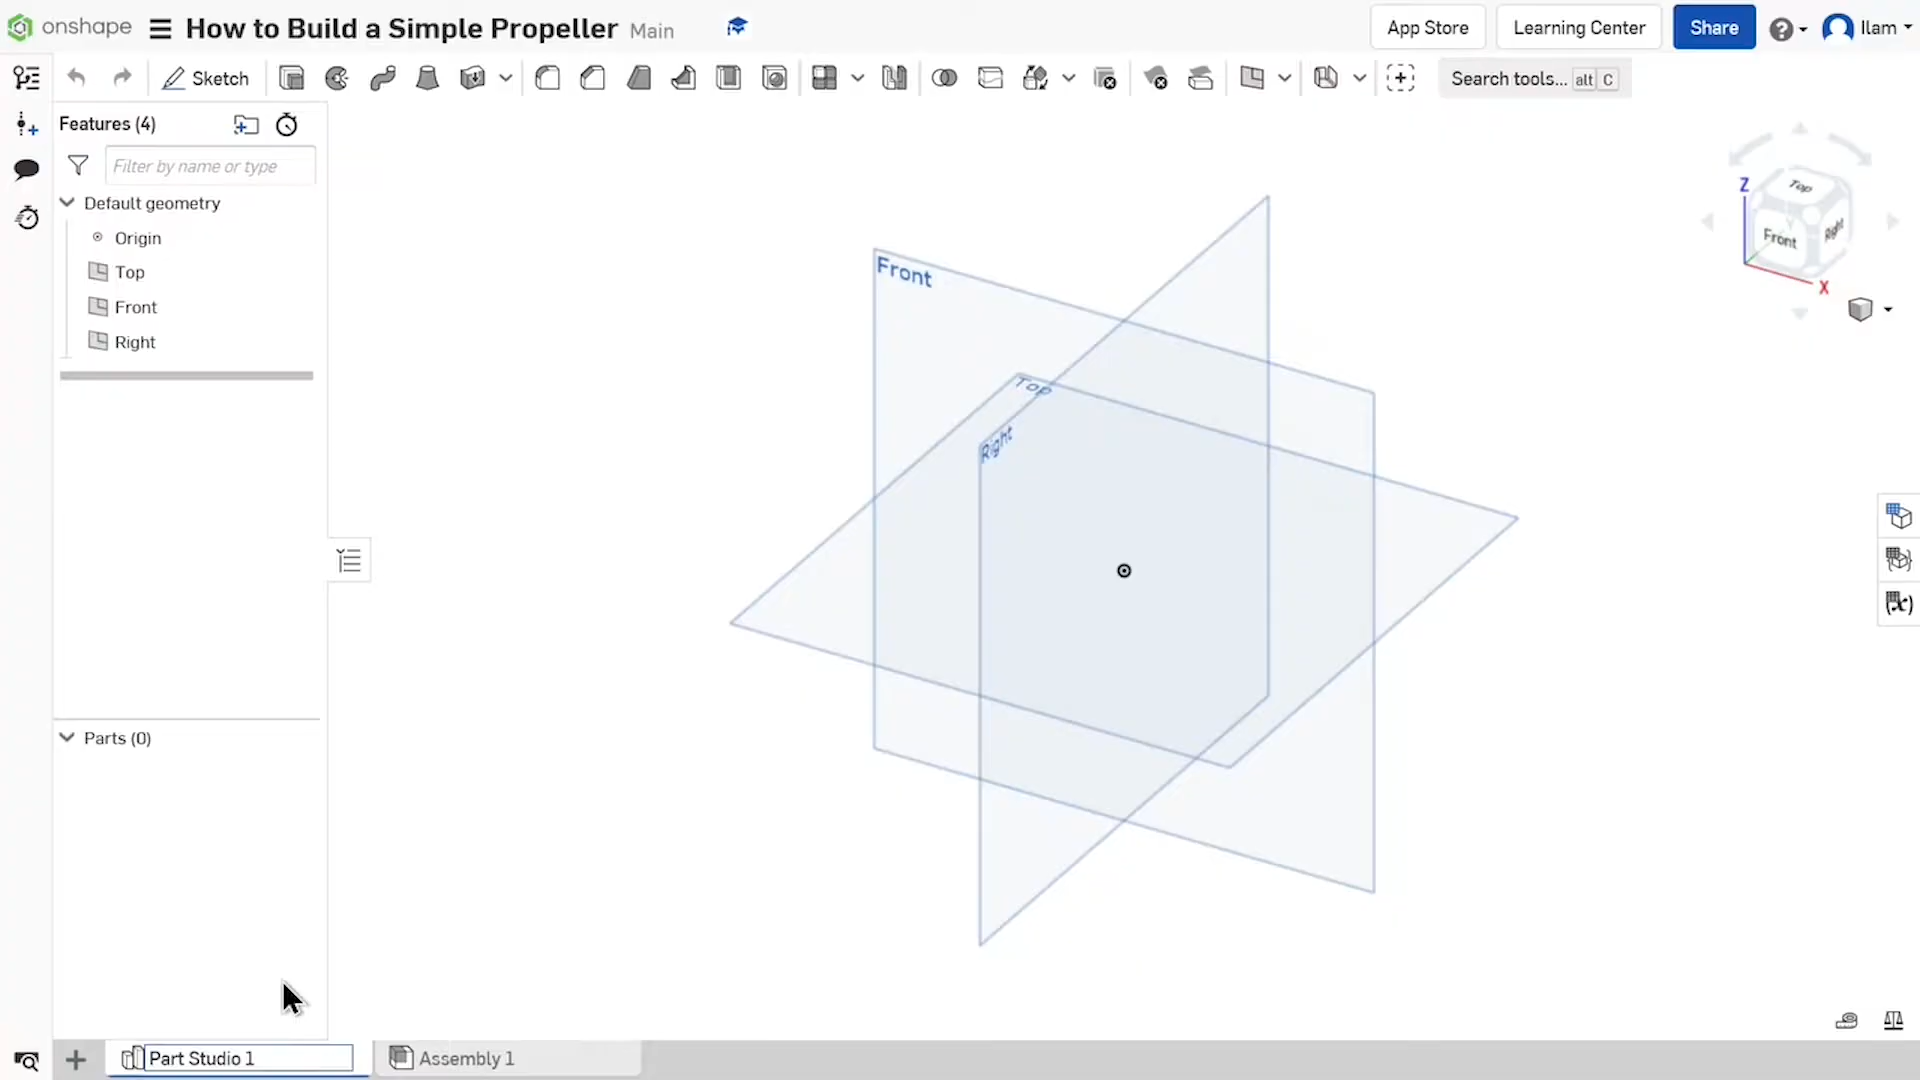 onshape How to Build a Simple Propeller Main App Store Learning Center Share Ilam
Sketch Search tools... alt C
Features (4)
Filter by name or type
Default geometry
Origin
Top
Front
Right
Parts (0)
Front
Top
Right
Top
Z
Front
Right
X
Part Studio 1
Assembly 1